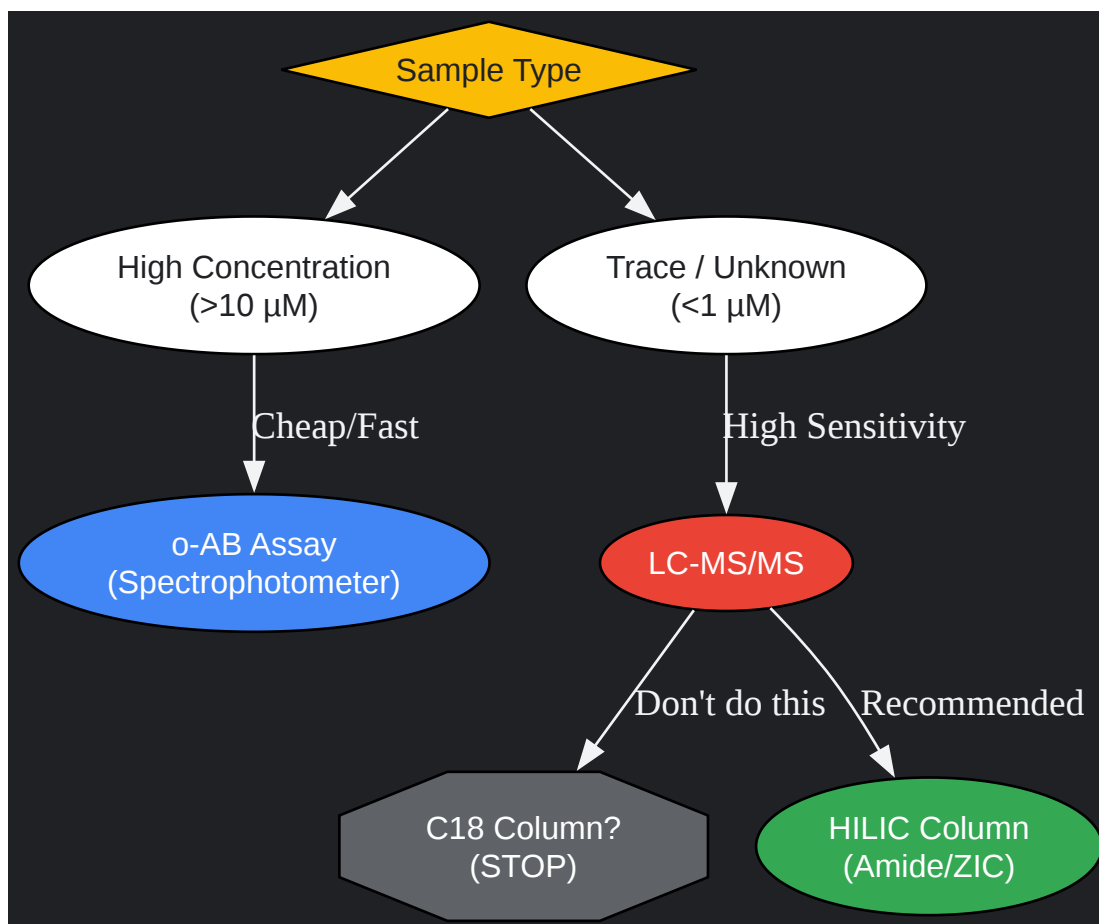 Sample Type
High Concentration
(>10 µM)
Trace / Unknown
(<1 µM)
Cheap/Fast
High Sensitivity
o-AB Assay
(Spectrophotometer)
LC-MS/MS
Don't do this
Recommended
C18 Column?
(STOP)
HILIC Column
(Amide/ZIC)